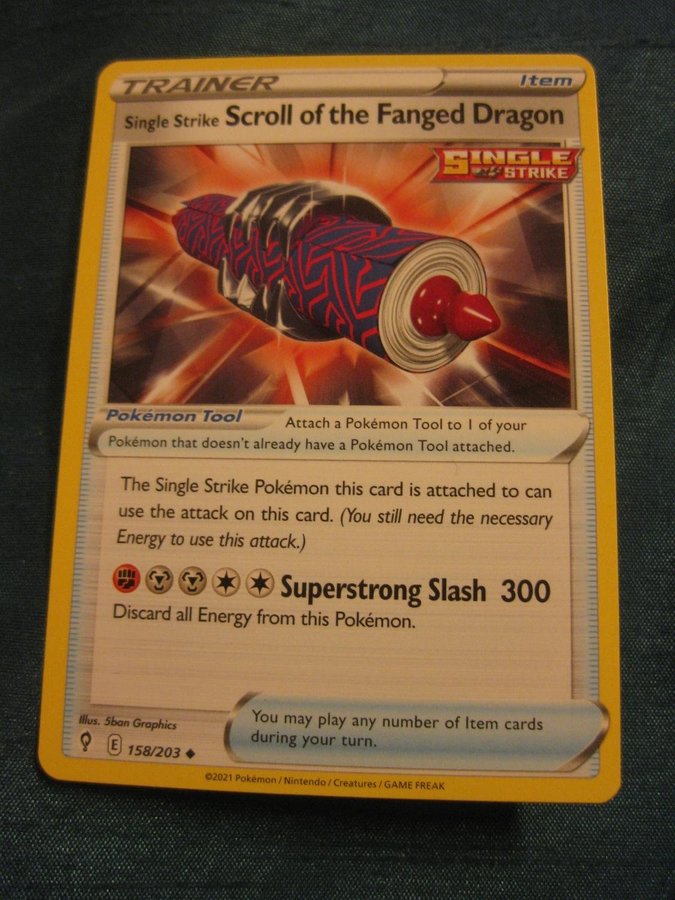 TRAINER Item
Single Strike Scroll of the Fanged Dragon
SINGLE
STRIKE
Pokémon Tool Attach a Pokémon Tool to 1 of your
Pokémon that doesn't already have a Pokémon Tool attached.
The Single Strike Pokémon this card is attached to can
use the attack on this card. (You still need the necessary
Energy to use this attack.)
Superstrong Slash 300
Discard all Energy from this Pokémon.
Illus. 5ban Graphics
You may play any number of Item cards
during your turn.
E 158/203
©2021 Pokémon / Nintendo / Creatures / GAME FREAK